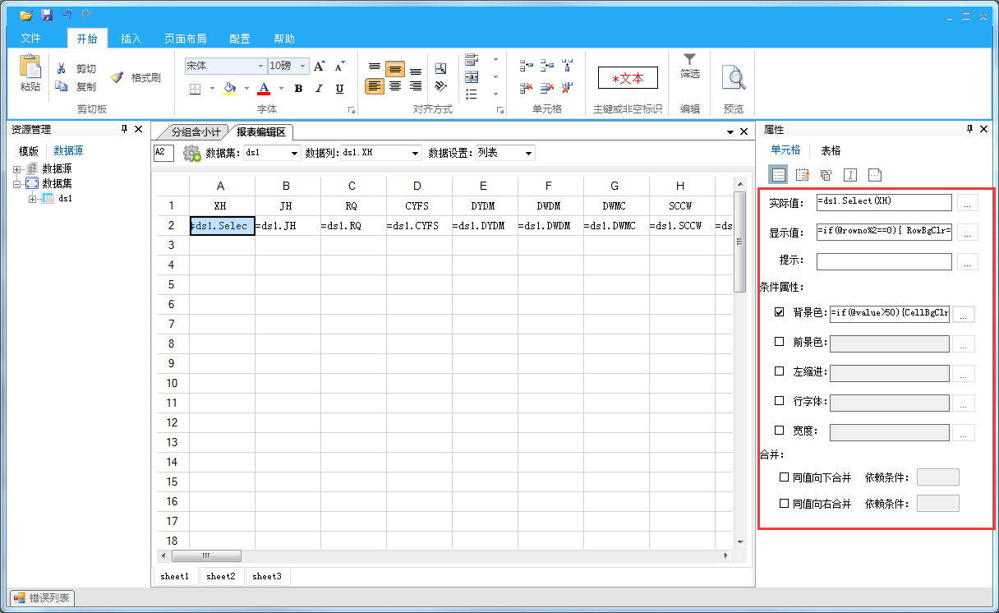 文件 开始 插入 页面布局 配置 帮助
粘贴 剪切 复制 格式刷 剪切板
宋体 10磅 A A
A B I U 字体
对齐方式
单元格
*文本 主键或非空标识
筛选 编辑
预览
资源管理
模版 数据源
数据源
数据集
ds1
分组含小计 报表编辑区
A2 数据集: ds1 数据列: ds1.XH 数据设置: 列表
A B C D E F G H
1 XH JH RQ CYFS DYDM DWDM DWMC SCCW
2 =ds1.Selec =ds1.JH =ds1.RQ =ds1.CYFS =ds1.DYDM =ds1.DWDM =ds1.DWMC =ds1.SCCW =ds
3
4
5
6
7
8
9
10
11
12
13
14
15
16
17
18
sheet1 sheet2 sheet3
错误列表
属性
单元格 表格
实际值: =ds1.Select(XH) ...
显示值: =if(@rowno%2==0){ RowBgClr= ...
提示: ...
条件属性:
背景色: =if(@value>50){CellBgClr ...
前景色: ...
左缩进: ...
行字体: ...
宽度: ...
合并:
同值向下合并 依赖条件:
同值向右合并 依赖条件: